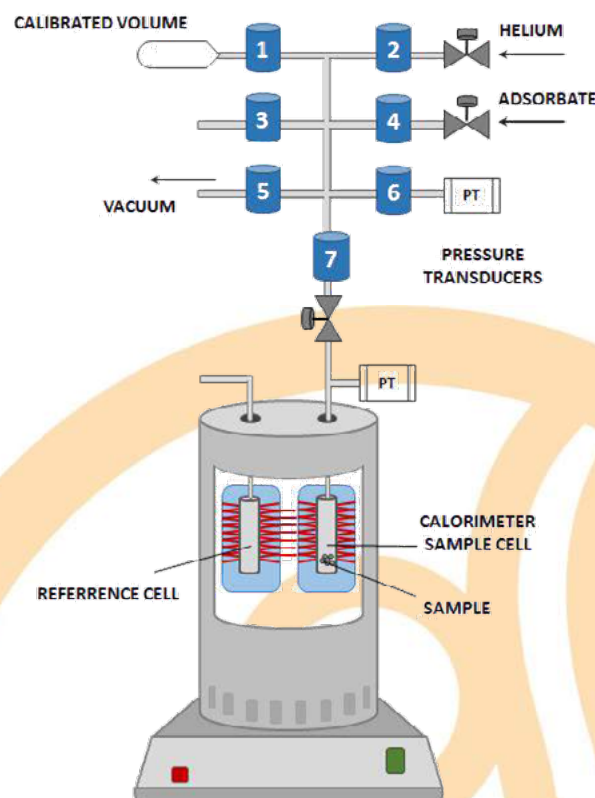 CALIBRATED VOLUME
HELIUM
1
2
ADSORBATE
3
4
VACUUM
5
6
PT
7
PRESSURE
TRANSDUCERS
PT
CALORIMETER
SAMPLE CELL
REFERRENCE CELL
SAMPLE